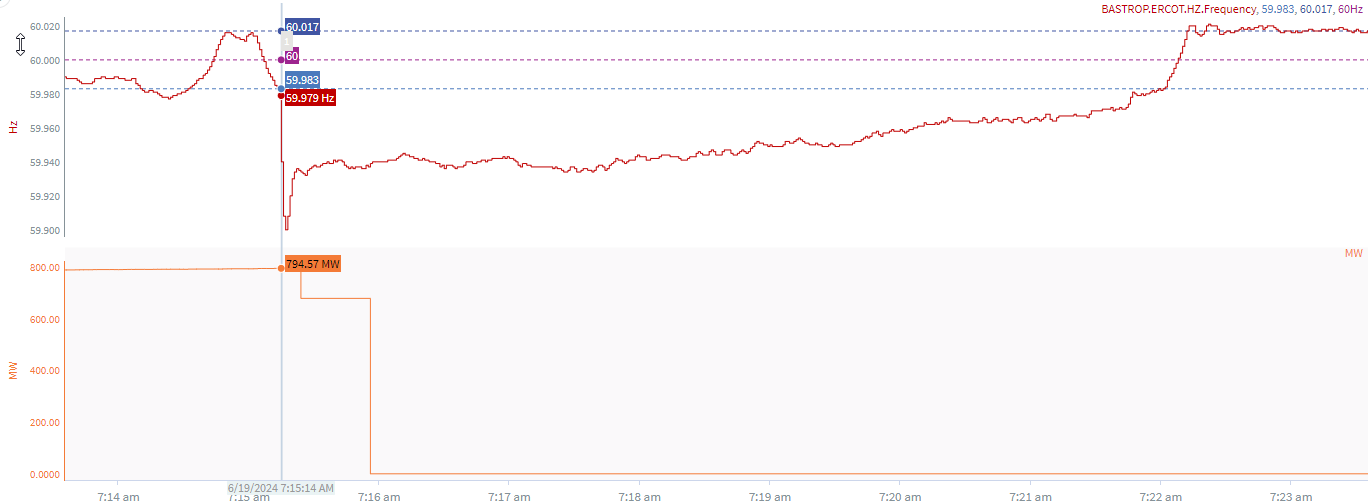 BASTROP.ERCOT.HZ.Frequency, 59.983, 60.017, 60Hz
60.020
60.017
60.000
60
59.983
59.980
59.979 Hz
59.960
Hz
59.940
59.920
59.900
MW
800.00
794.57 MW
600.00
MW
400.00
200.00
0.0000
6/19/2024 7:15:14 AM
7:14 am
7:15 am
7:16 am
7:17 am
7:18 am
7:19 am
7:20 am
7:21 am
7:22 am
7:23 am